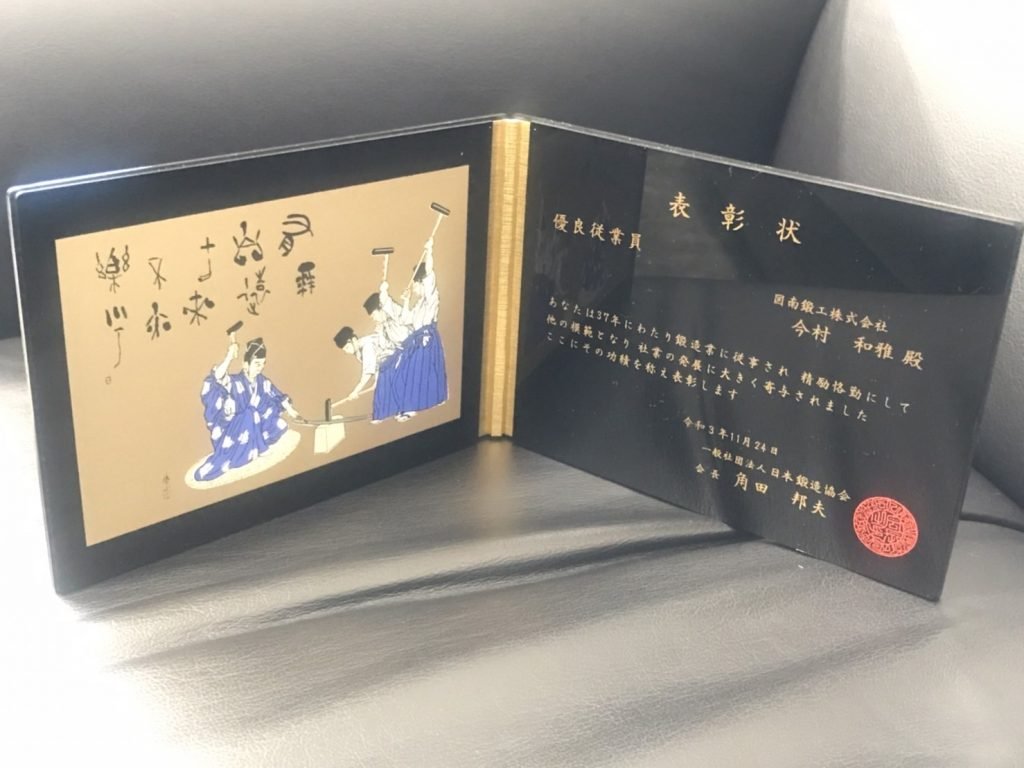 表彰状
優良従業員
図南鍛工株式会社
今村 和雅 殿
あなたは37年にわたり鍛造業に従事され 精励恪勤にして
他の模範となり 社業の発展に大きく寄与されました
ここにその功績を称え表彰します
令和3年11月24日
一般社団法人 日本鍛造協会
会長 角田 邦夫